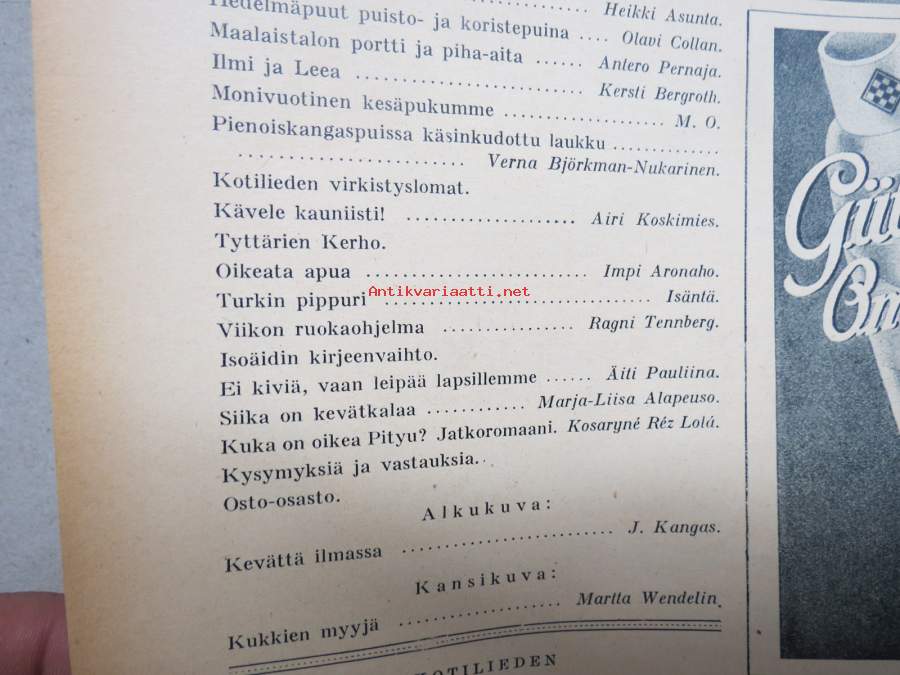 Heikki Asunta.
Hedelmäpuut puisto- ja koristepuina .... Olavi Collan.
Maalaistalon portti ja piha-aita ...... Antero Pernaja.
Ilmi ja Leea ........................ Kersti Bergroth.
Monivuotinen kesäpukumme ................... M. O.
Pienoiskangaspuissa käsinkudottu laukku .............
........................ Verna Björkman-Nukarinen.
Kotilieden virkistyslomat.
Kävele kauniisti! ................... Airi Koskimies.
Tyttärien Kerho.
Oikeata apua .......................... Impi Aronaho.
Antikvariaatti.net
Turkin pippuri ............................... Isäntä.
Viikon ruokaohjelma ............... Ragni Tennberg.
Isoäidin kirjeenvaihto.
Ei kiviä, vaan leipää lapsillemme ...... Äiti Pauliina.
Siika on kevätkalaa ............ Marja-Liisa Alapeuso.
Kuka on oikea Pityu? Jatkoromaani. Kosaryné Réz Lolá.
Kysymyksiä ja vastauksia.
Osto-osasto.
Alkukuva:
Kevättä ilmassa ......................... J. Kangas.
Kansikuva:
Kukkien myyjä ................... Martta Wendelin.